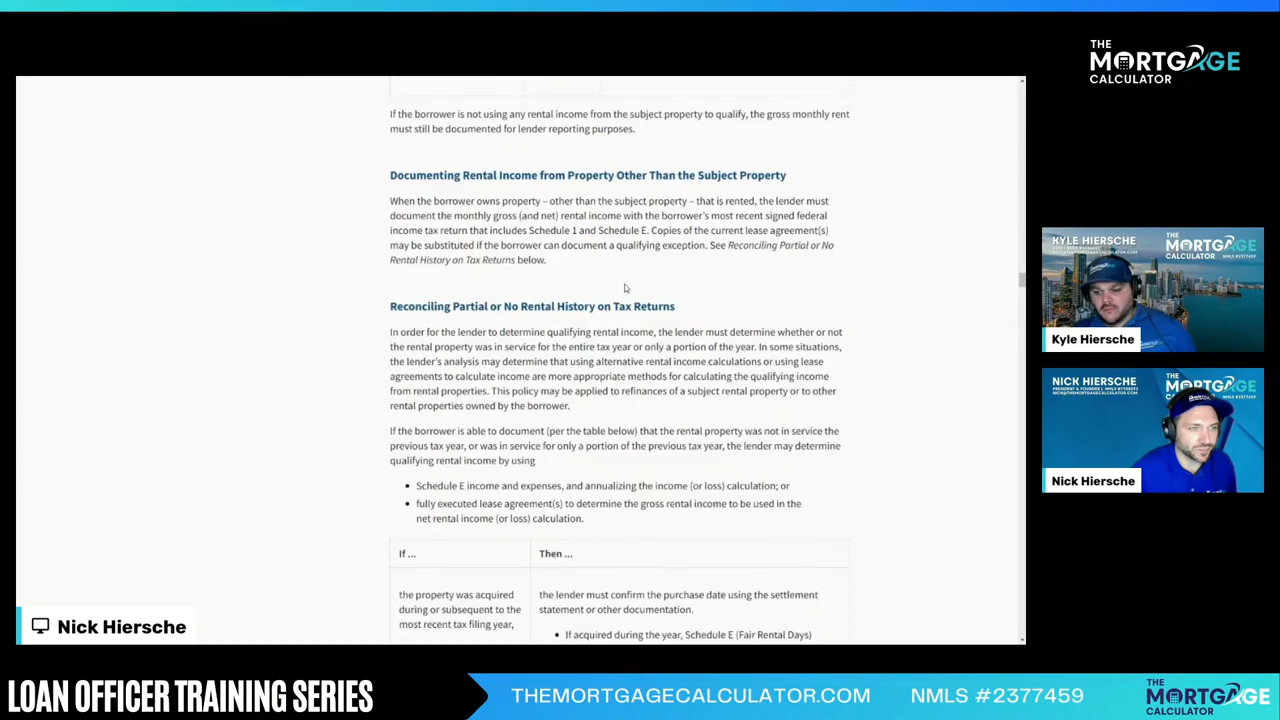 THE
MORTGAGE
CALCULATOR
If the borrower is not using any rental income from the subject property to qualify, the gross monthly rent
must still be documented for lender reporting purposes.
Documenting Rental Income from Property Other Than the Subject Property
When the borrower owns property – other than the subject property – that is rented, the lender must
document the monthly gross (and net) rental income with the borrower's most recent signed federal
income tax return that includes Schedule 1 and Schedule E. Copies of the current lease agreement(s)
may be substituted if the borrower can document a qualifying exception. See Reconciling Partial or No
Rental History on Tax Returns below.
Reconciling Partial or No Rental History on Tax Returns
In order for the lender to determine qualifying rental income, the lender must determine whether or not
the rental property was in service for the entire tax year or only a portion of the year. In some situations,
the lender's analysis may determine that using alternative rental income calculations or using lease
agreements to calculate income are more appropriate methods for calculating the qualifying income
from rental properties. This policy may be applied to refinances of a subject rental property or to other
rental properties owned by the borrower.
If the borrower is able to document (per the table below) that the rental property was not in service the
previous tax year, or was in service for only a portion of the previous tax year, the lender may determine
qualifying rental income by using
• Schedule E income and expenses, and annualizing the income (or loss) calculation; or
• fully executed lease agreement(s) to determine the gross rental income to be used in the
net rental income (or loss) calculation.
If ... Then ...
the property was acquired
during or subsequent to the
most recent tax filing year,
the lender must confirm the purchase date using the settlement
statement or other documentation.
• If acquired during the year, Schedule E (Fair Rental Days)
KYLE HIERSCHE
THE
MORTGAGE
CALCULATOR
NMLS #2377459
Kyle Hiersche
NICK HIERSCHE
PRESIDENT & FOUNDER
NICK@THEMORTGAGECALCULATOR.COM
THE
MORTGAGE
CALCULATOR
NMLS #2377459
Nick Hiersche
Nick Hiersche
LOAN OFFICER TRAINING SERIES
THEMORTGAGECALCULATOR.COM NMLS #2377459
THE
MORTGAGE
CALCULATOR